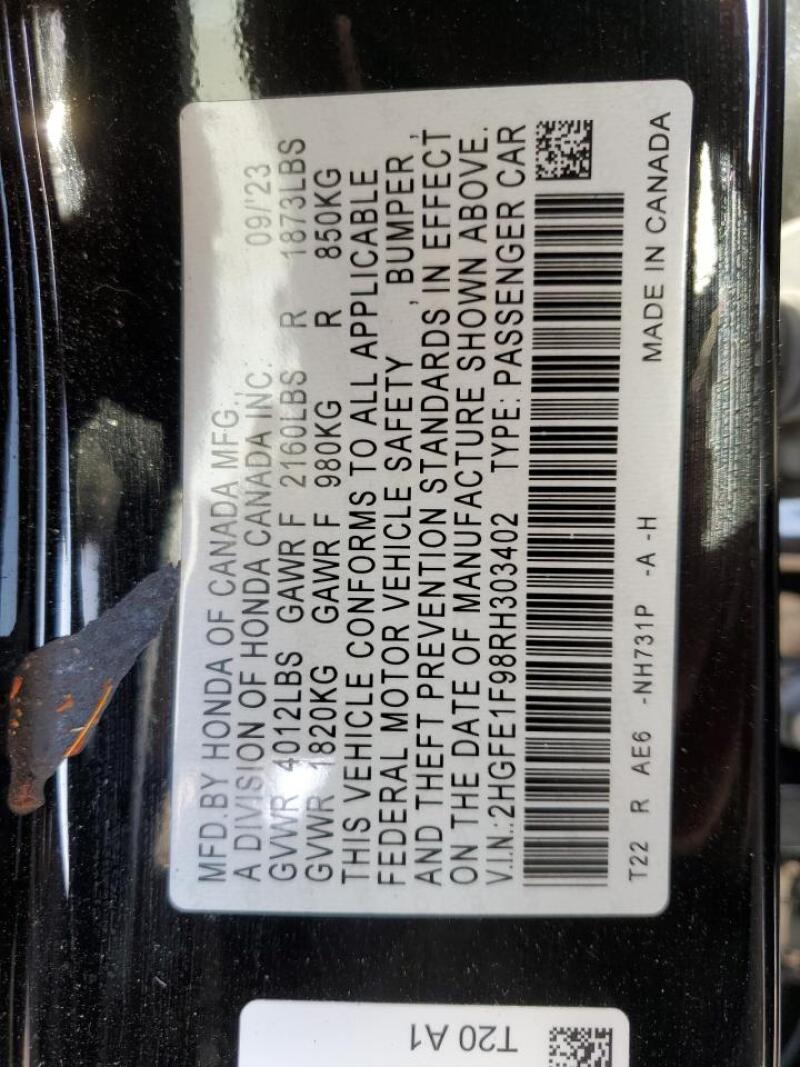 MFD.BY HONDA OF CANADA MFG., 09/'23
A DIVISION OF HONDA CANADA INC.
GVWR 4012LBS GAWR F 2160LBS R 1873LBS
GVWR 1820KG GAWR F 980KG R 850KG
THIS VEHICLE CONFORMS TO ALL APPLICABLE
FEDERAL MOTOR VEHICLE SAFETY , BUMPER ,
AND THEFT PREVENTION STANDARDS IN EFFECT
ON THE DATE OF MANUFACTURE SHOWN ABOVE.
V.I.N.:2HGFE1F98RH303402 TYPE: PASSENGER CAR
T22 R AE6 -NH731P -A -H MADE IN CANADA
T20 A1